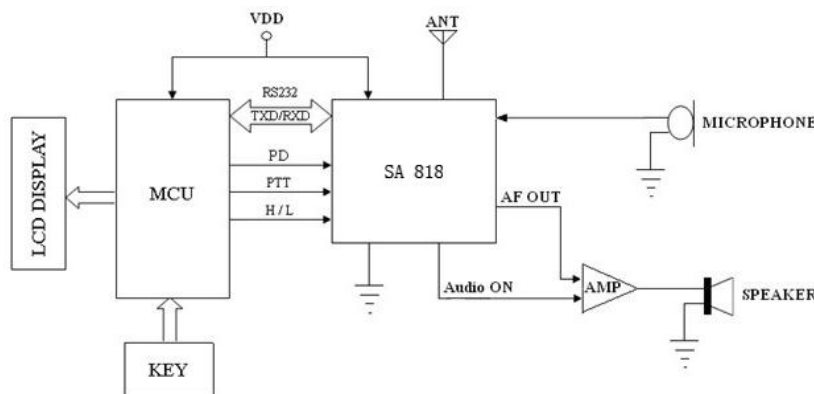 VDD
ANT
RS232
TXD/RXD
MICROPHONE
LCD DISPLAY
MCU
PD
SA 818
PTT
H / L
AF OUT
Audio ON
AMP
SPEAKER
KEY